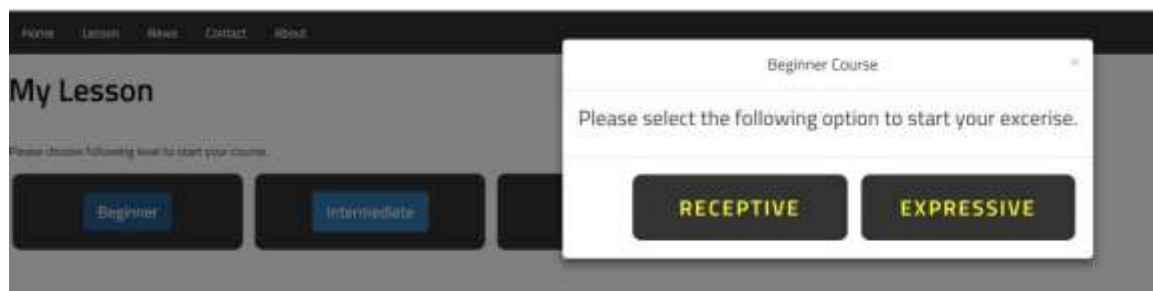 Home Lesson News Contact About
My Lesson
Please choose following level to start your course.
Beginner
Intermediate
Beginner Course ×
Please select the following option to start your excerise.
RECEPTIVE
EXPRESSIVE